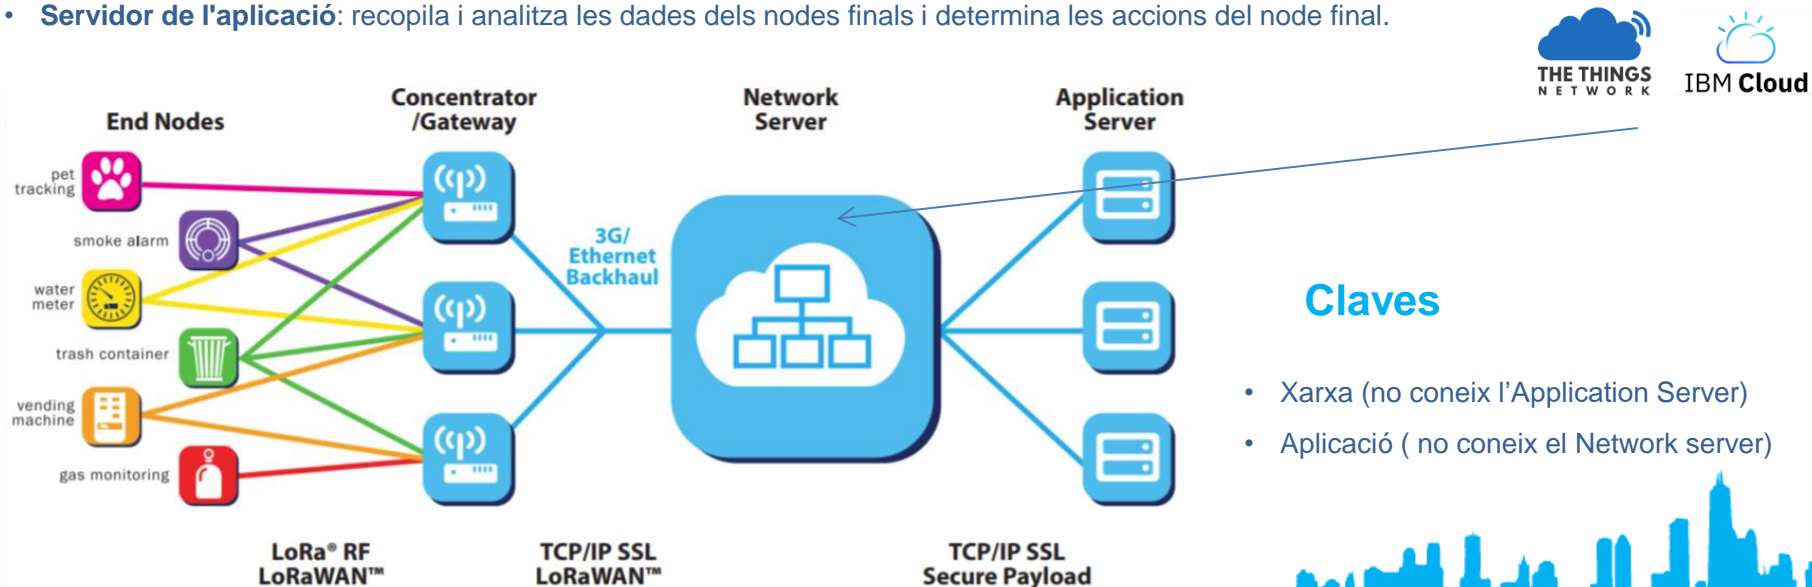 • Servidor de l'aplicació: recopila i analitza les dades dels nodes finals i determina les accions del node final.
THE THINGS
NETWORK
IBM Cloud
End Nodes
Concentrator
/Gateway
Network
Server
Application
Server
pet
tracking
smoke alarm
water
meter
trash container
vending
machine
gas monitoring
3G/
Ethernet
Backhaul
Claves
• Xarxa (no coneix l’Application Server)
• Aplicació ( no coneix el Network server)
LoRa® RF
LoRaWAN™
TCP/IP SSL
LoRaWAN™
TCP/IP SSL
Secure Payload